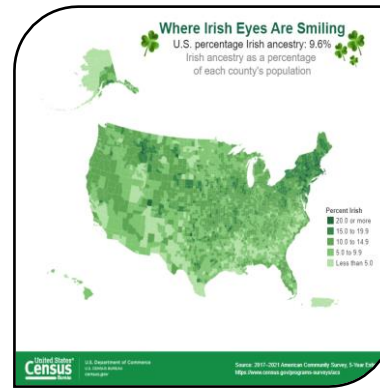 Where Irish Eyes Are Smiling
U.S. percentage Irish ancestry: 9.6%
Irish ancestry as a percentage
of each county's population
Percent Irish
20.0 or more
15.0 to 19.9
10.0 to 14.9
5.0 to 9.9
Less than 5.0
United States®
Census
Bureau
U.S. Department of Commerce
U.S. CENSUS BUREAU
census.gov
Source: 2017-2021 American Community Survey, 5-Year
https://www.census.gov/programs-surveys/acs